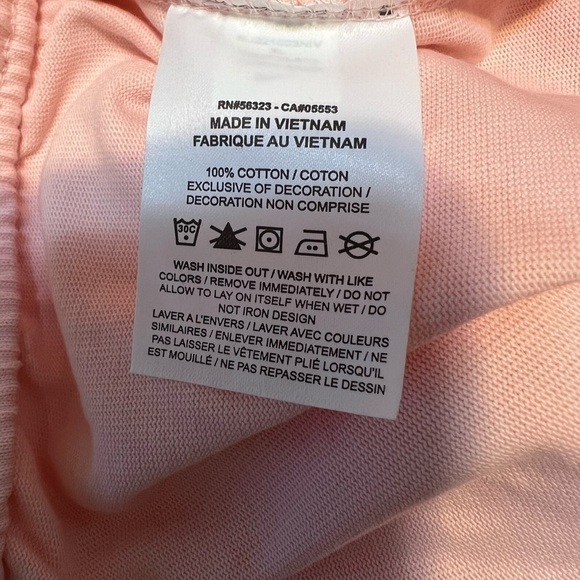 RN#56323 - CA#05553
MADE IN VIETNAM
FABRIQUE AU VIETNAM
100% COTTON / COTON
EXCLUSIVE OF DECORATION /
DECORATION NON COMPRISE
30C
WASH INSIDE OUT / WASH WITH LIKE
COLORS / REMOVE IMMEDIATELY / DO NOT
ALLOW TO LAY ON ITSELF WHEN WET / DO
NOT IRON DESIGN
LAVER A L'ENVERS / LAVER AVEC COULEURS
SIMILAIRES / ENLEVER IMMEDIATEMENT / NE
PAS LAISSER LE VÊTEMENT PLIÉ LORSQU'IL
EST MOUILLÉ / NE PAS REPASSER LE DESSIN